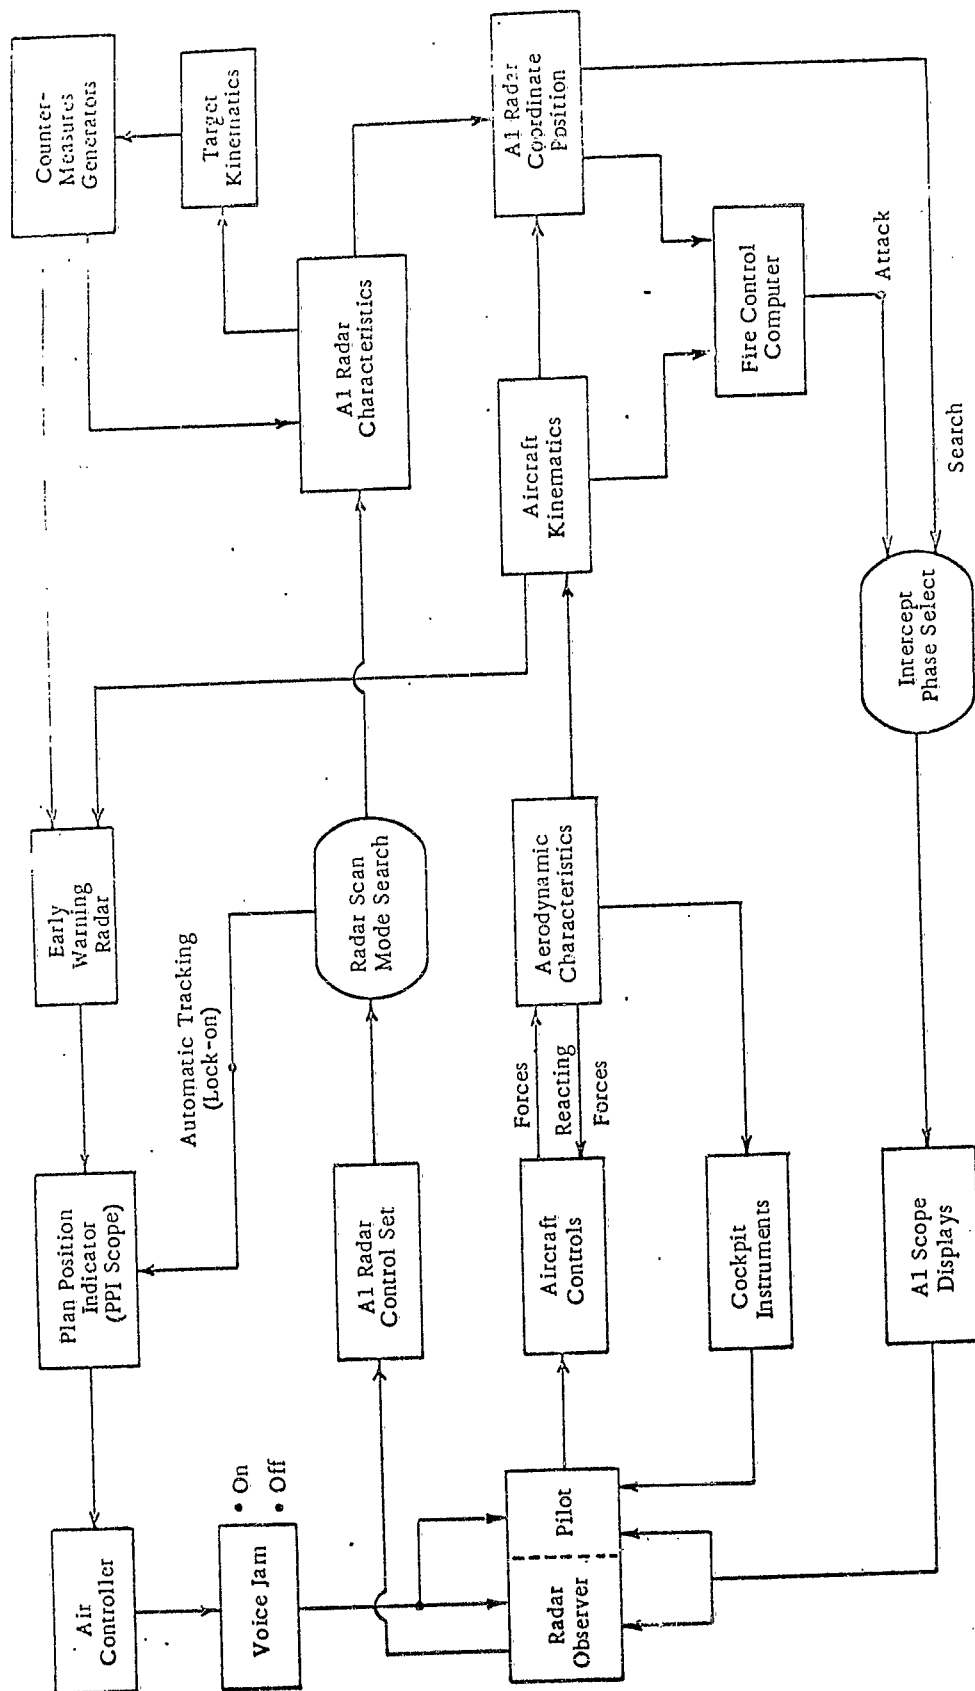 Air
Controller
Plan Position
Indicator
(PPI Scope)
Early
Warning
Radar
Counter-
Measures
Generators
Voice Jam
• On
• Off
Automatic Tracking
(Lock-on)
Target
Kinematics
A1 Radar
Control Set
Radar Scan
Mode Search
A1 Radar
Characteristics
Radar
Observer
Pilot
Aircraft
Controls
Forces
Reacting
Forces
Aerodynamic
Characteristics
Aircraft
Kinematics
A1 Radar
Coordinate
Position
Cockpit
Instruments
Fire Control
Computer
Attack
A1 Scope
Displays
Intercept
Phase Select
Search